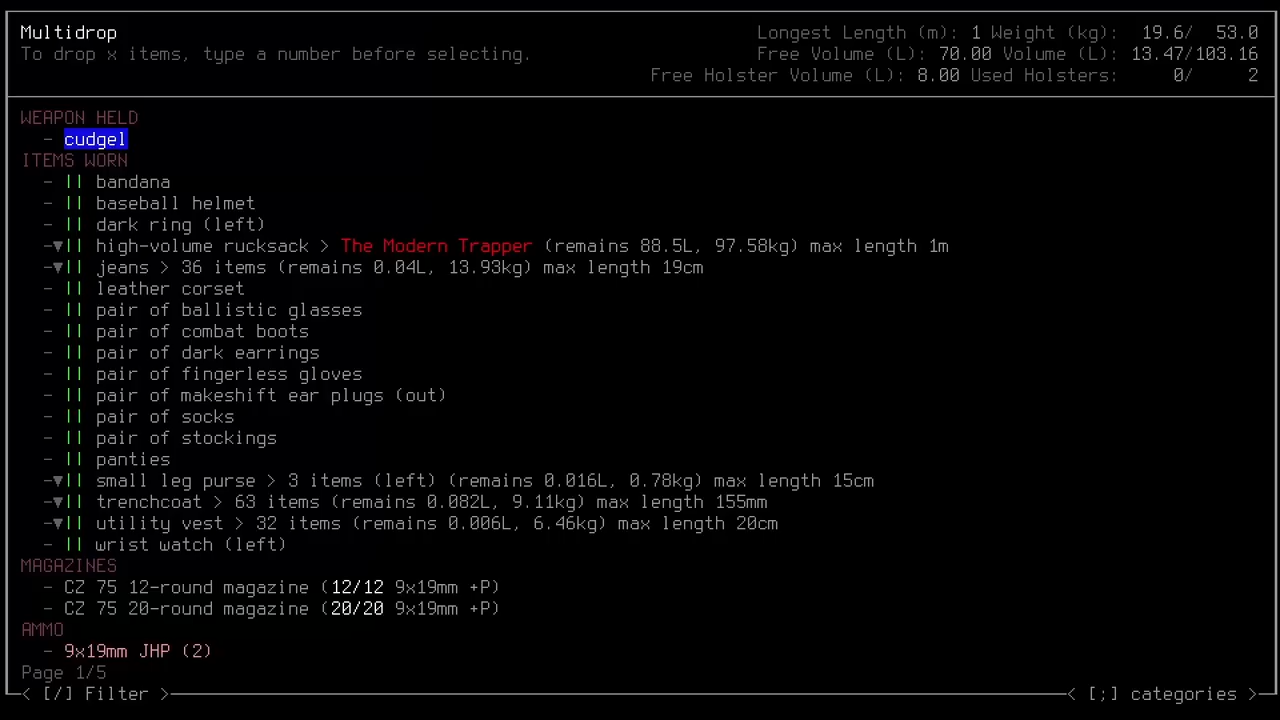 Multidrop Longest Length (m): 1 Weight (kg): 19.6/ 53.0
To drop x items, type a number before selecting. Free Volume (L): 70.00 Volume (L): 13.47/103.16
Free Holster Volume (L): 8.00 Used Holsters: 0/ 2
WEAPON HELD
- cudgel
ITEMS WORN
- || bandana
- || baseball helmet
- || dark ring (left)
-▼|| high-volume rucksack > The Modern Trapper (remains 88.5L, 97.58kg) max length 1m
-▼|| jeans > 36 items (remains 0.04L, 13.93kg) max length 19cm
- || leather corset
- || pair of ballistic glasses
- || pair of combat boots
- || pair of dark earrings
- || pair of fingerless gloves
- || pair of makeshift ear plugs (out)
- || pair of socks
- || pair of stockings
- || panties
-▼|| small leg purse > 3 items (left) (remains 0.016L, 0.78kg) max length 15cm
-▼|| trenchcoat > 63 items (remains 0.082L, 9.11kg) max length 155mm
-▼|| utility vest > 32 items (remains 0.006L, 6.46kg) max length 20cm
- || wrist watch (left)
MAGAZINES
- CZ 75 12-round magazine (12/12 9x19mm +P)
- CZ 75 20-round magazine (20/20 9x19mm +P)
AMMO
- 9x19mm JHP (2)
Page 1/5
< [/] Filter > < [;] categories >